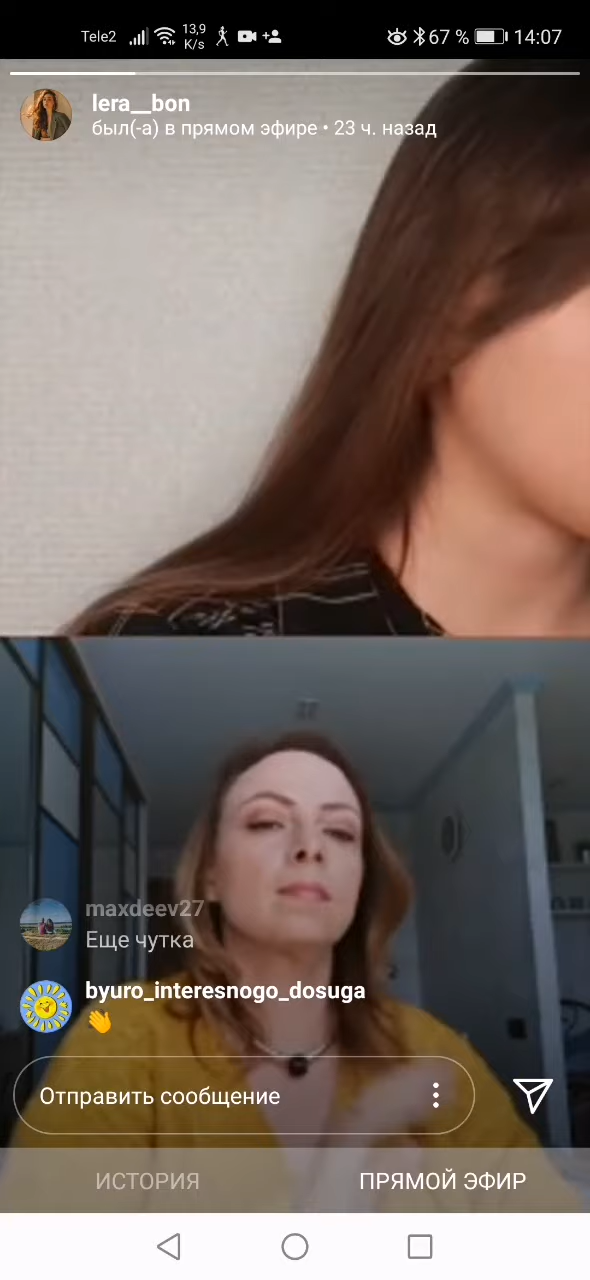 Tele2 13,9 K/s 67 % 14:07
lera__bon
был(-а) в прямом эфире • 23 ч. назад
maxdeev27
Еще чутка
byuro_interesnogo_dosuga
👋
Отправить сообщение
ИСТОРИЯ ПРЯМОЙ ЭФИР